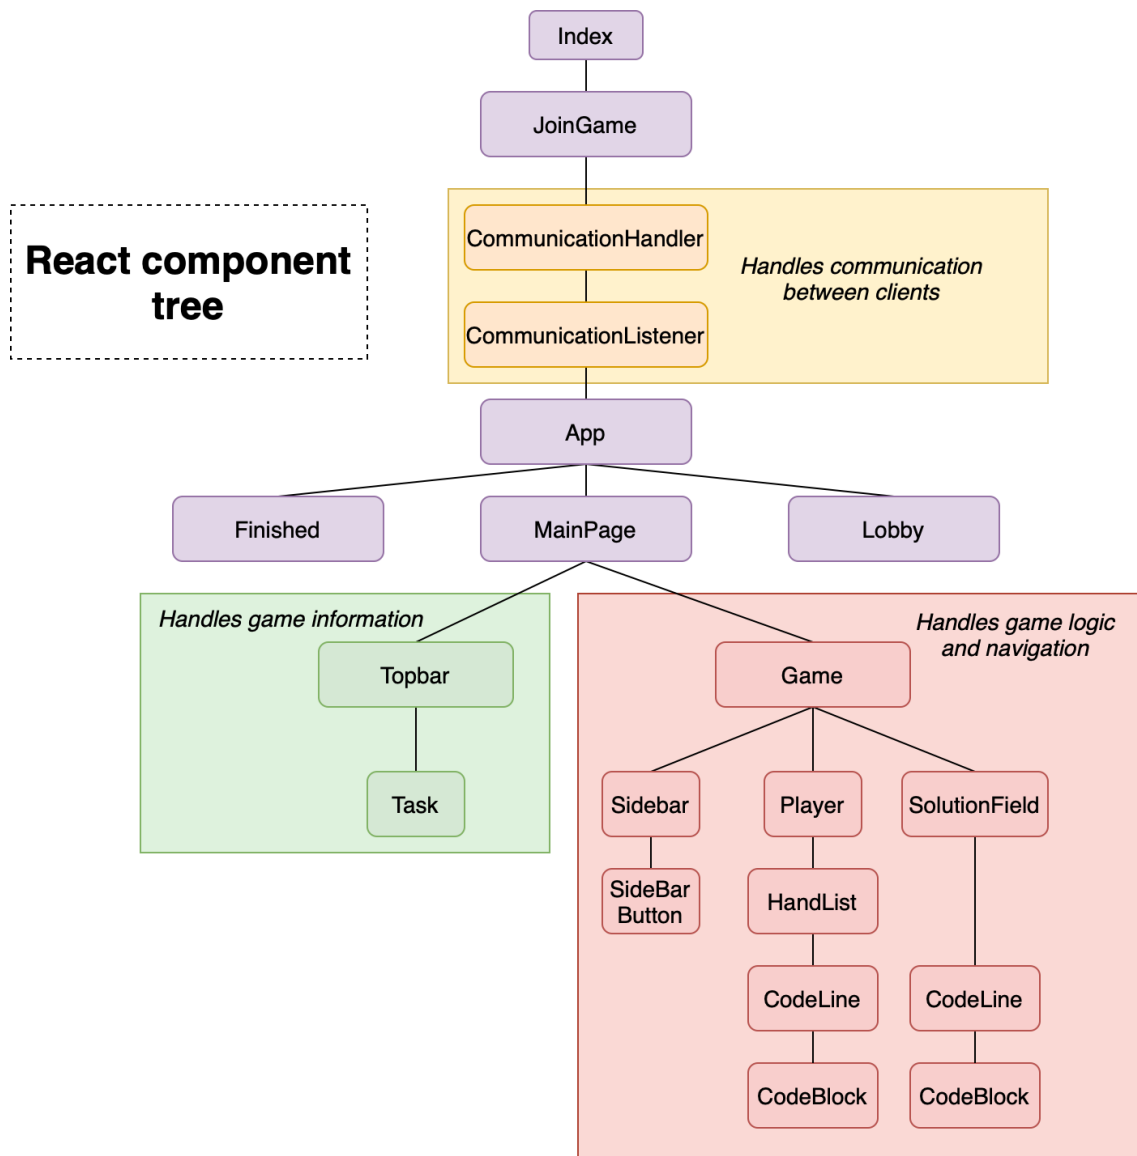 Index
JoinGame
React component
tree
CommunicationHandler
Handles communication
between clients
CommunicationListener
App
Finished
MainPage
Lobby
Handles game information
Handles game logic
and navigation
Topbar
Game
Task
Sidebar
Player
SolutionField
SideBar
Button
HandList
CodeLine
CodeLine
CodeBlock
CodeBlock